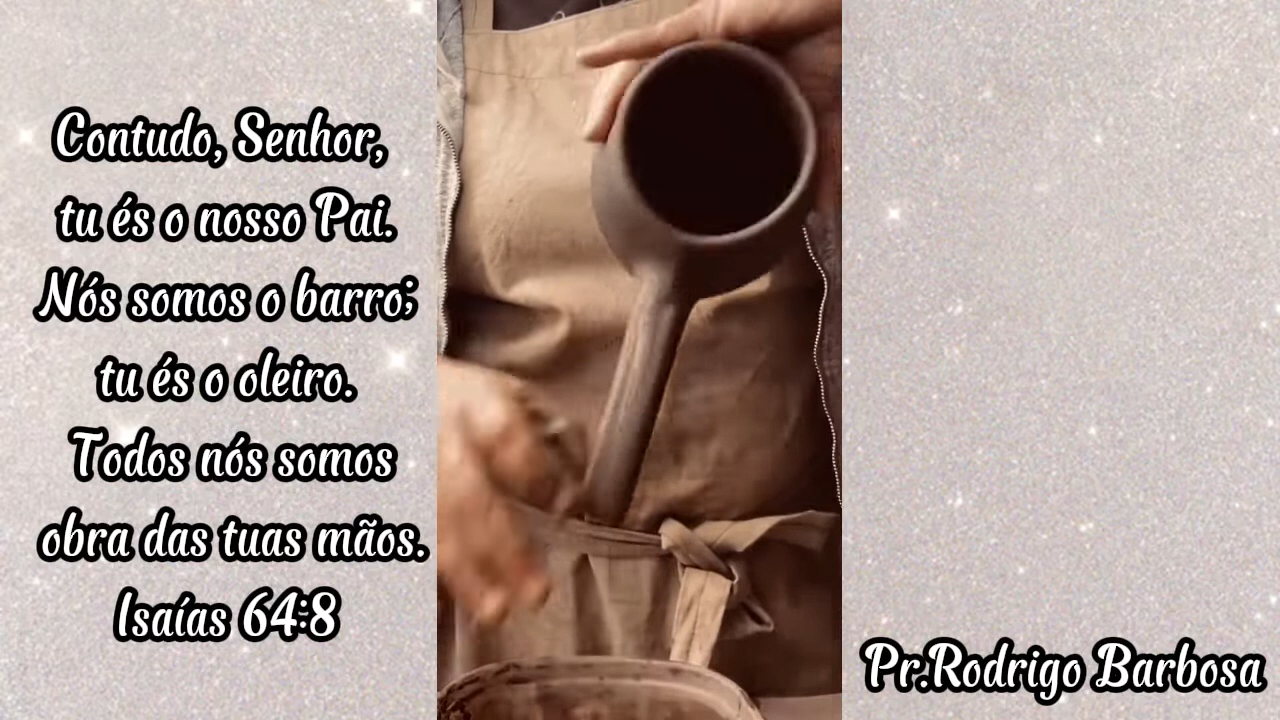 Contudo, Senhor,
tu és o nosso Pai.
Nós somos o barro;
tu és o oleiro.
Todos nós somos
obra das tuas mãos.
Isaías 64:8
Pr.Rodrigo Barbosa